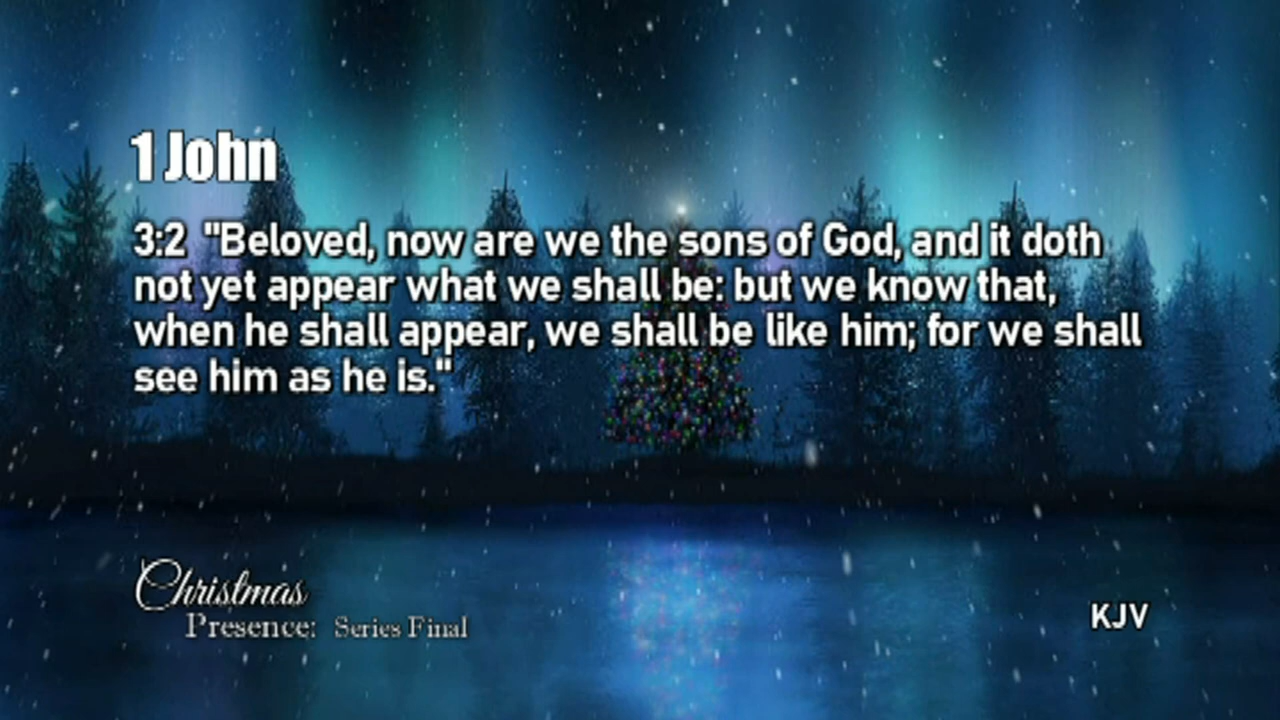 1 John
3:2 "Beloved, now are we the sons of God, and it doth
not yet appear what we shall be: but we know that,
when he shall appear, we shall be like him; for we shall
see him as he is."
Christmas
Presence: Series Final
KJV